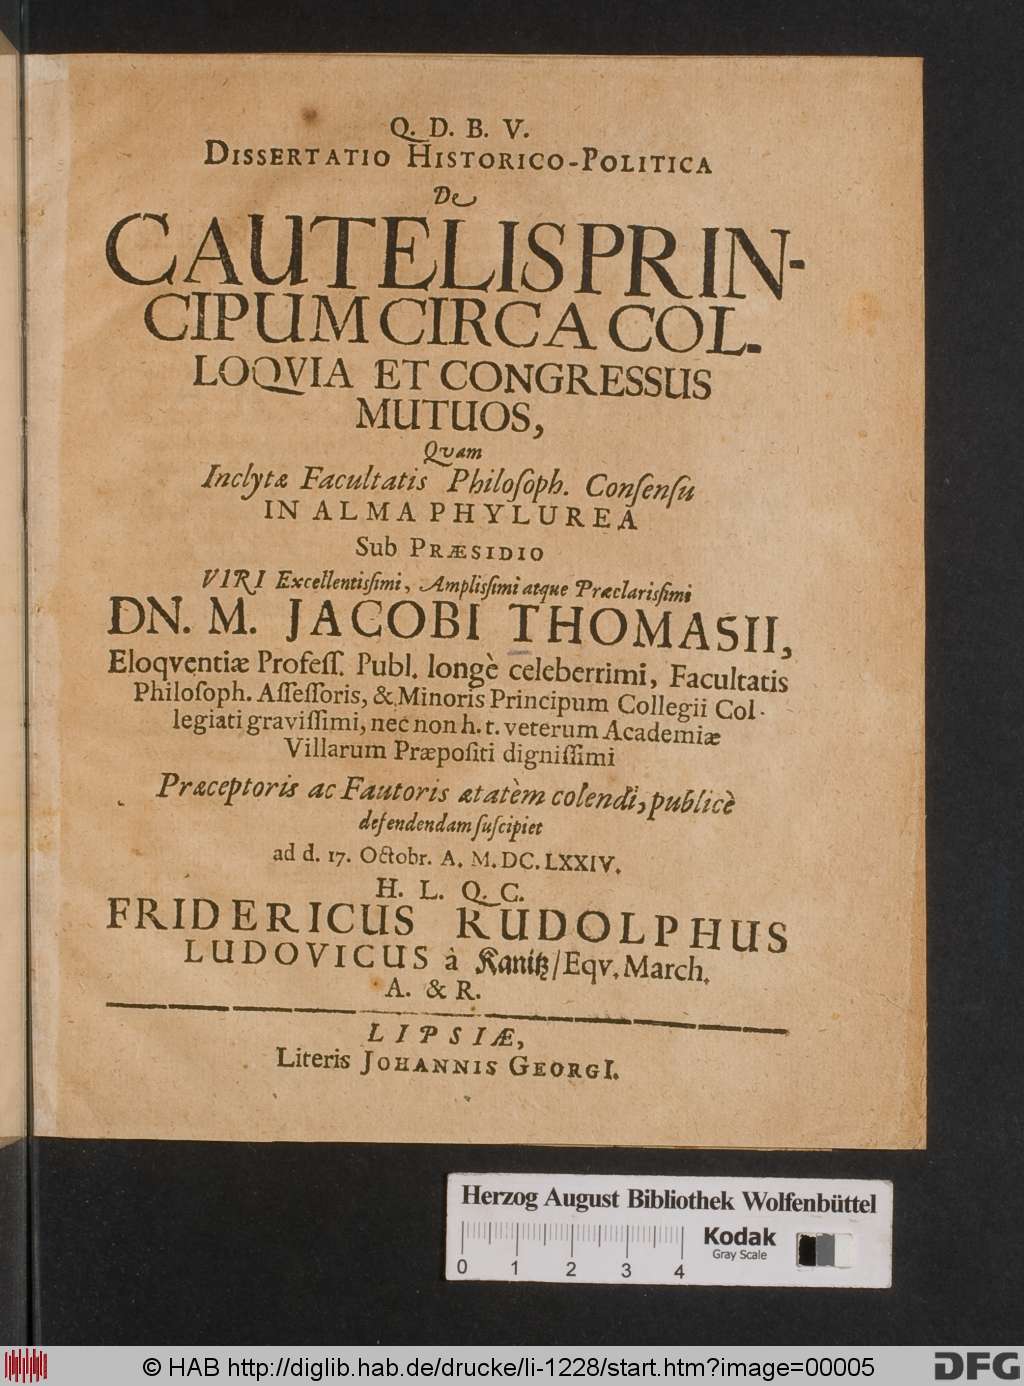 Q. D. B. V.
DISSERTATIO HISTORICO-POLITICA
De
CAUTELIS PRIN-
CIPUM CIRCA COL-
LOQVIA ET CONGRESSUS
MUTUOS,
Qvam
Inclytæ Facultatis Philoſoph. Conſenſu
IN ALMA PHYLUREA
Sub PRÆSIDIO
VIRI Excellentiſſimi, Ampliſſimi atque Præclariſſimi
DN. M. JACOBI THOMASII,
Eloqventiæ Profeſſ. Publ. longè celeberrimi, Facultatis
Philoſoph. Aſſeſſoris, & Minoris Principum Collegii Col-
legiati graviſſimi, nec non h. t. veterum Academiæ
Villarum Præpoſiti digniſſimi
Præceptoris ac Fautoris ætatèm colendi, publicè
defendendam ſuſcipiet
ad d. 17. Octobr. A. M. DC. LXXIV.
H. L. Q. C.
FRIDERICUS RUDOLPHUS
LUDOVICUS à Kanitz/ Eqv. March.
A. & R.
LIPSIÆ,
Literis JOHANNIS GEORGI.
Herzog August Bibliothek Wolfenbüttel
Kodak
Gray Scale
0 1 2 3 4
© HAB http://diglib.hab.de/drucke/li-1228/start.htm?image=00005
DFG